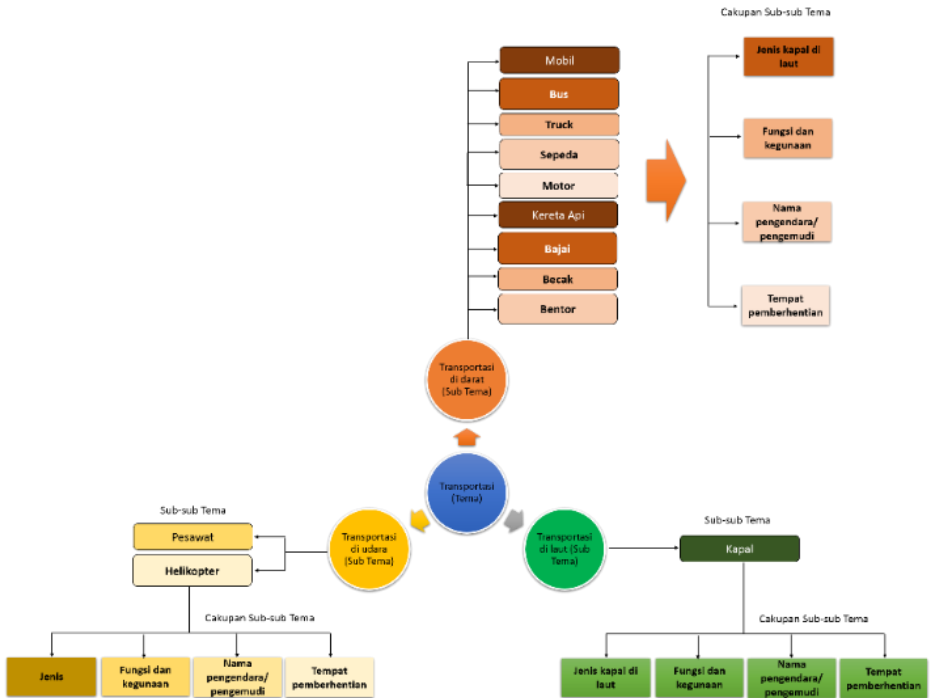 Cakupan Sub-sub Tema
Mobil
Bus
Truck
Sepeda
Motor
Kereta Api
Bajai
Becak
Bentor
Jenis kapal di
laut
Fungsi dan
kegunaan
Nama
pengendara/
pengemudi
Tempat
pemberhentian
Transportasi
di darat
(Sub Tema)
Transportasi
(Tema)
Transportasi
di udara
(Sub Tema)
Transportasi
di laut (Sub
Tema)
Sub-sub Tema
Pesawat
Helikopter
Cakupan Sub-sub Tema
Jenis
Fungsi dan
kegunaan
Nama
pengendara/
pengemudi
Tempat
pemberhentian
Sub-sub Tema
Kapal
Cakupan Sub-sub Tema
Jenis kapal di
laut
Fungsi dan
kegunaan
Nama
pengendara/
pengemudi
Tempat
pemberhentian